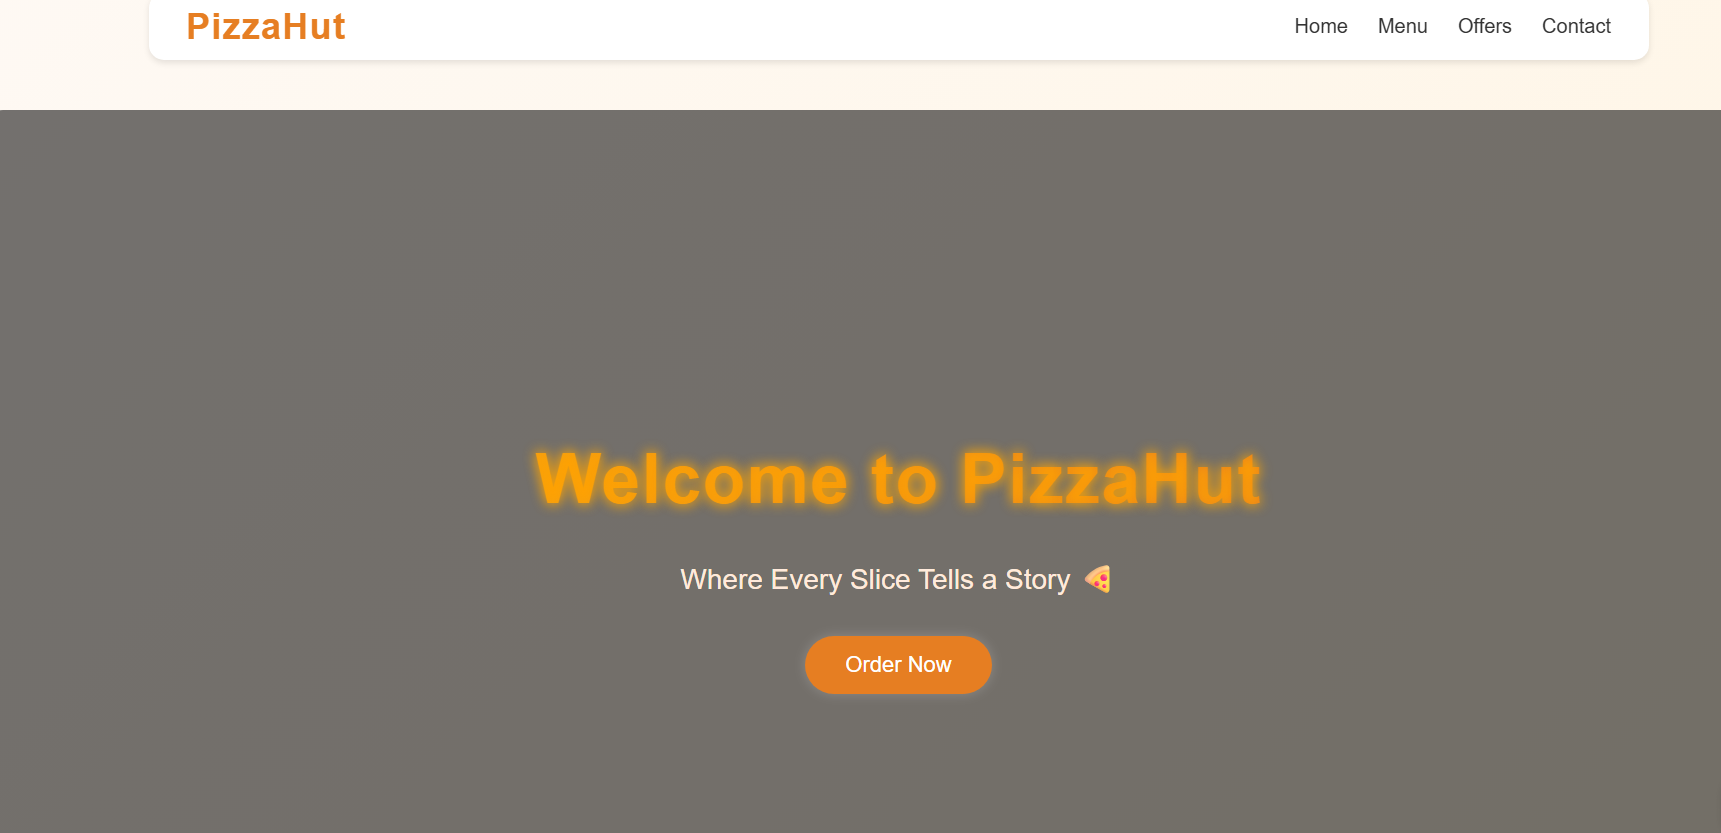 PizzaHut
Home Menu Offers Contact
Welcome to PizzaHut
Where Every Slice Tells a Story 🍕
Order Now